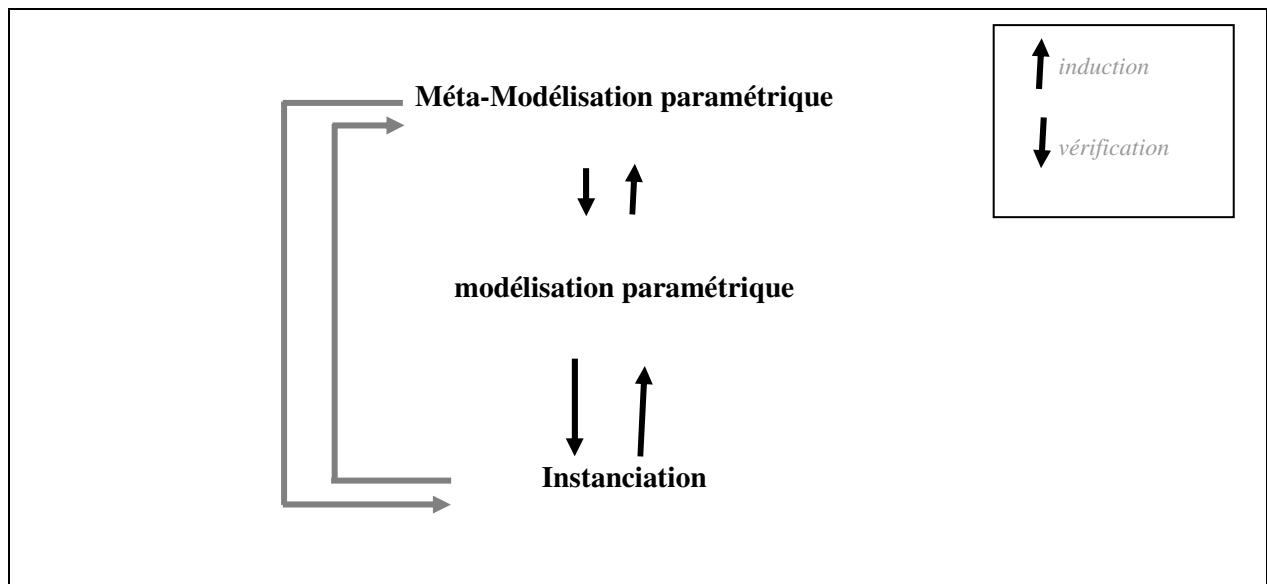 induction
Méta-Modélisation paramétrique
vérification
modélisation paramétrique
Instanciation